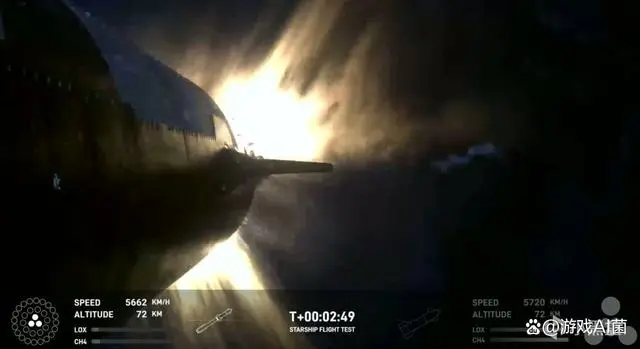 SPEED 5662 KM/H
ALTITUDE 72 KM
LOX
CH4
T+00:02:49
STARSHIP FLIGHT TEST
SPEED 5720 KM/H
ALTITUDE 72 KM
LOX
CH4
游戏AI菌